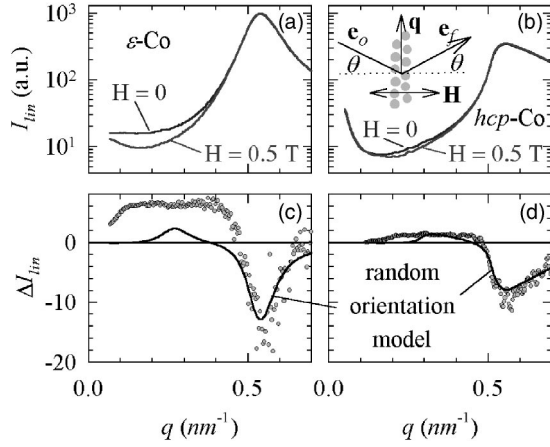 (a)
ε-Co
10³
10²
10¹
I_lin (a.u.)
H = 0
H = 0.5 T
(b)
e_o
q
e_f
θ
θ
H
hcp-Co
H = 0
H = 0.5 T
(c)
0
-10
-20
ΔI_lin
0.0
0.5
q (nm⁻¹)
(d)
random
orientation
model
0.0
0.5
q (nm⁻¹)